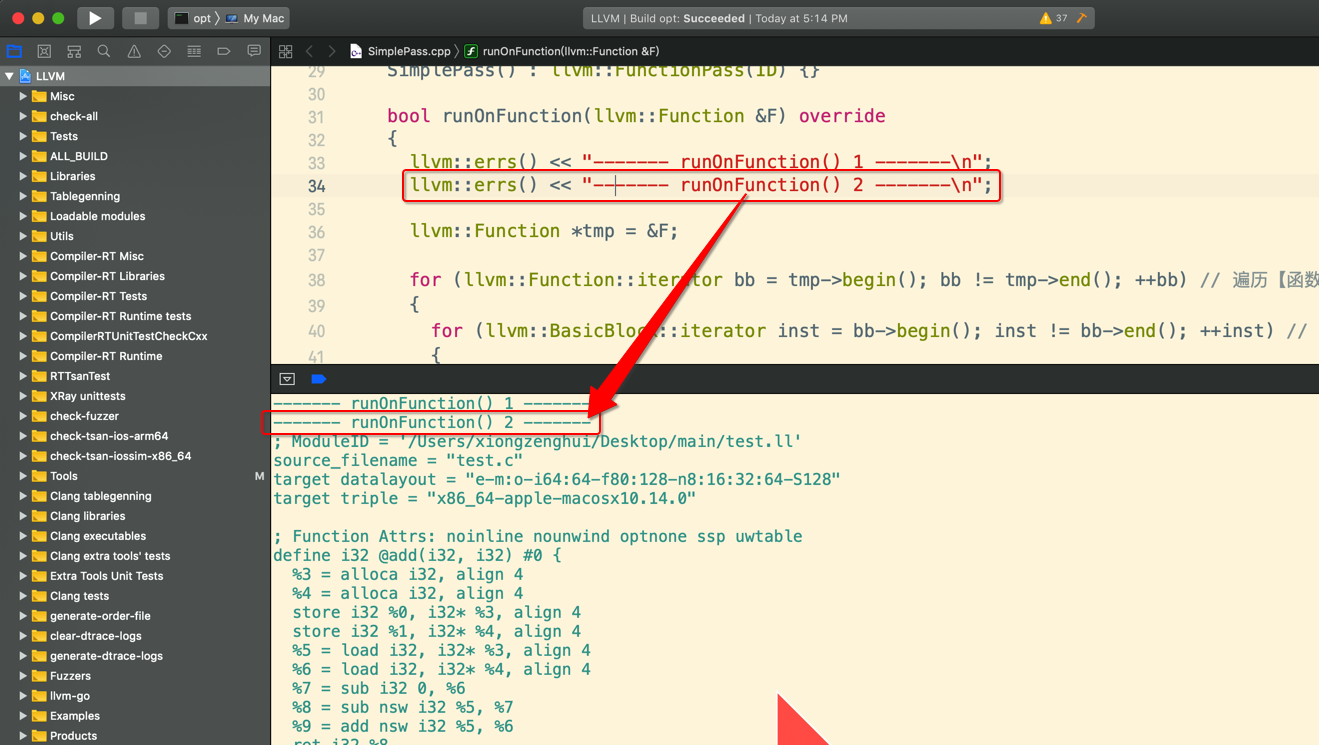 opt 〉 My Mac
LLVM | Build opt: Succeeded | Today at 5:14 PM
37
SimplePass.cpp 〉 f runOnFunction(llvm::Function &F)
LLVM
Misc
check-all
Tests
ALL_BUILD
Libraries
Tablegenning
Loadable modules
Utils
Compiler-RT Misc
Compiler-RT Libraries
Compiler-RT Tests
Compiler-RT Runtime tests
CompilerRTUnitTestCheckCxx
Compiler-RT Runtime
RTTsanTest
XRay unittests
check-fuzzer
check-tsan-ios-arm64
check-tsan-iossim-x86_64
Tools M
Clang tablegenning
Clang libraries
Clang executables
Clang extra tools' tests
Extra Tools Unit Tests
Clang tests
generate-order-file
clear-dtrace-logs
generate-dtrace-logs
Fuzzers
llvm-go
Examples
Products
29 SimplePass() : llvm::FunctionPass(ID) {}
30
31 bool runOnFunction(llvm::Function &F) override
32 {
33 llvm::errs() << "------- runOnFunction() 1 -------\n";
34 llvm::errs() << "------- runOnFunction() 2 -------\n";
35
36 llvm::Function *tmp = &F;
37
38 for (llvm::Function::iterator bb = tmp->begin(); bb != tmp->end(); ++bb) // 遍历【函数
39 {
40 for (llvm::BasicBlock::iterator inst = bb->begin(); inst != bb->end(); ++inst) //
41 {
------- runOnFunction() 1 -------
------- runOnFunction() 2 -------
; ModuleID = '/Users/xiongzenghui/Desktop/main/test.ll'
source_filename = "test.c"
target datalayout = "e-m:o-i64:64-f80:128-n8:16:32:64-S128"
target triple = "x86_64-apple-macosx10.14.0"
; Function Attrs: noinline nounwind optnone ssp uwtable
define i32 @add(i32, i32) #0 {
%3 = alloca i32, align 4
%4 = alloca i32, align 4
store i32 %0, i32* %3, align 4
store i32 %1, i32* %4, align 4
%5 = load i32, i32* %3, align 4
%6 = load i32, i32* %4, align 4
%7 = sub i32 0, %6
%8 = sub nsw i32 %5, %7
%9 = add nsw i32 %5, %6
ret i32 %8